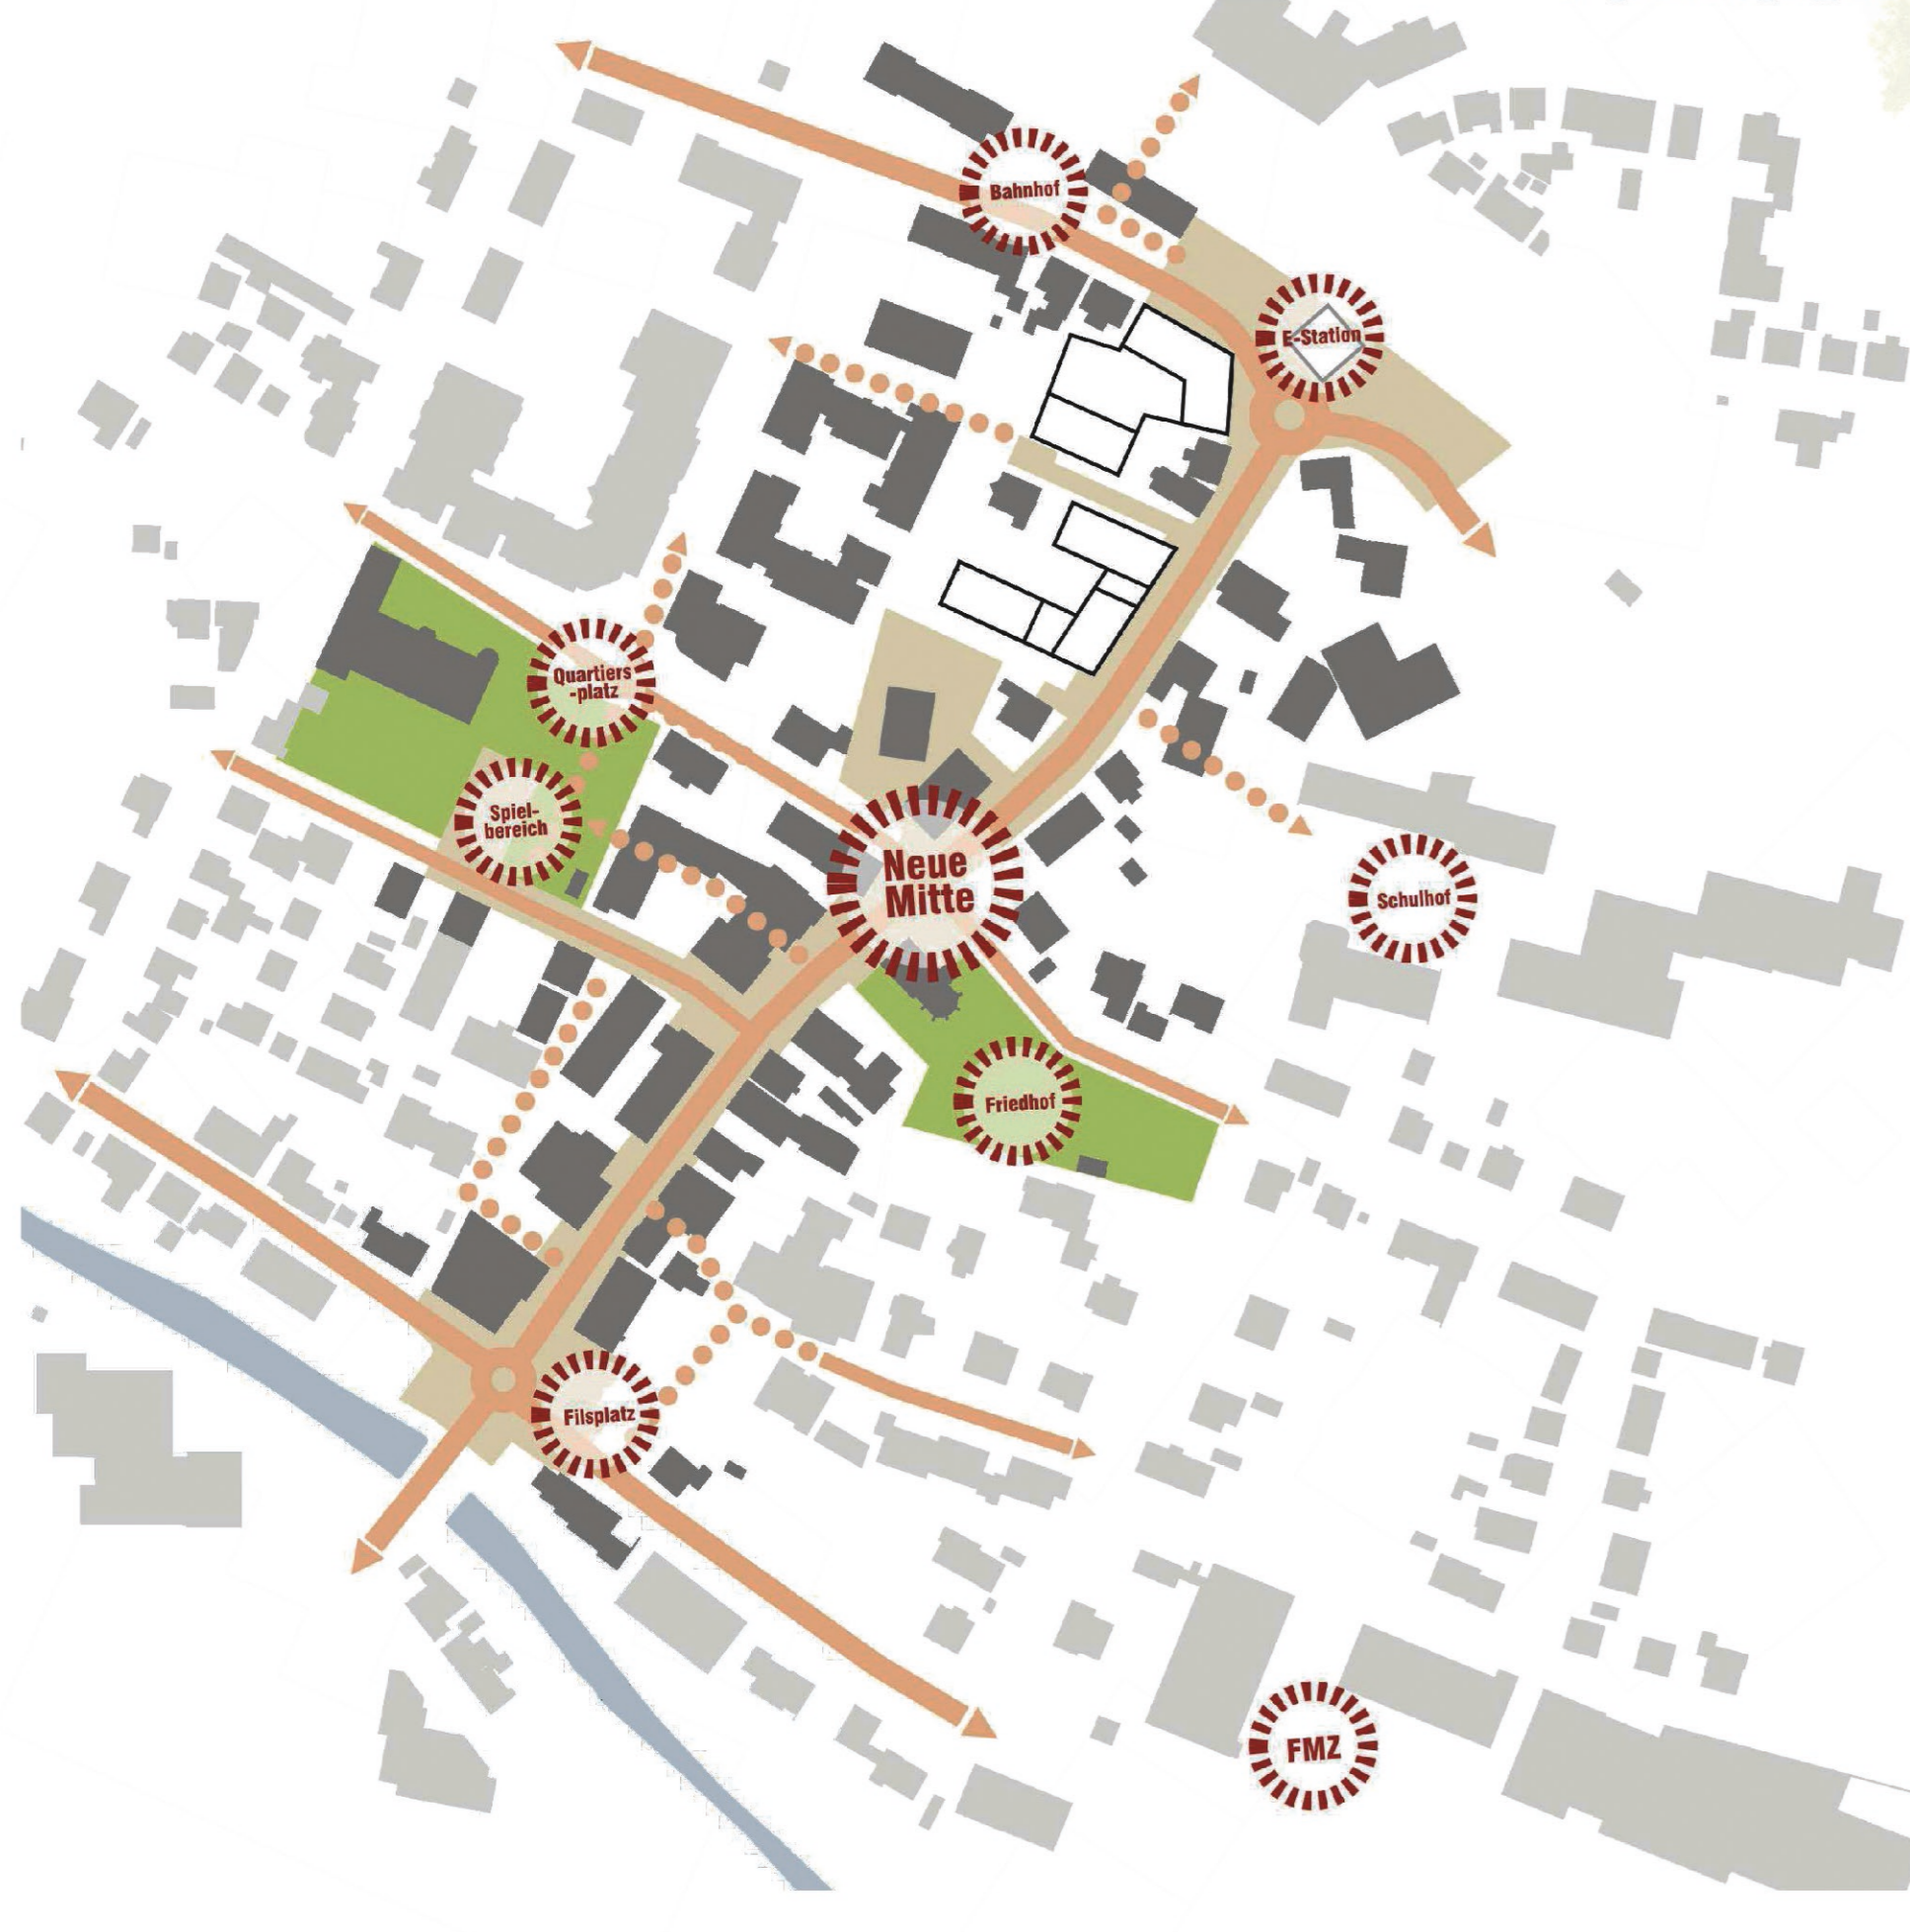 Bahnhof
E-Station
Quartiers
-platz
Spiel-
bereich
Neue
Mitte
Schulhof
Friedhof
Filsplatz
FMZ